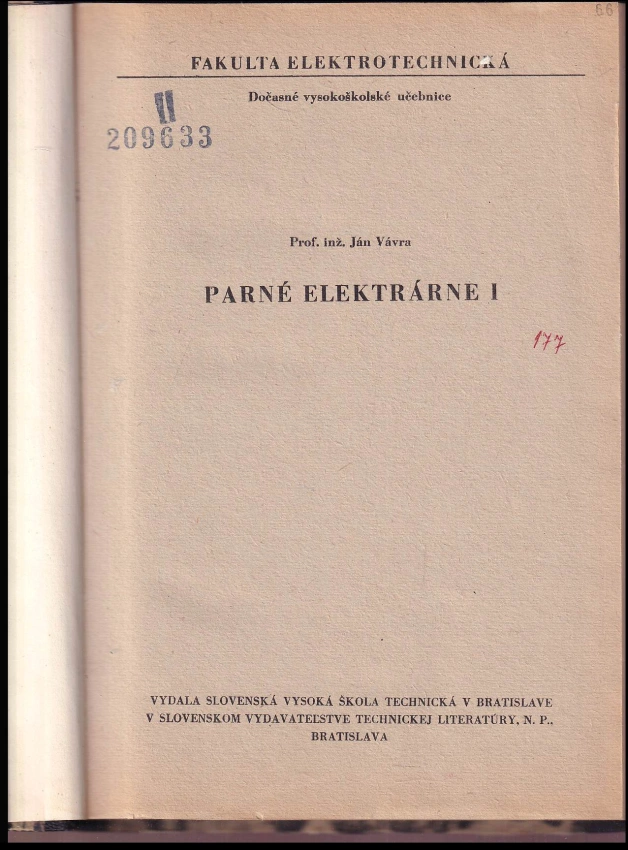 66
FAKULTA ELEKTROTECHNICKÁ
Dočasné vysokoškolské učebnice
II
209633
Prof. inž. Ján Vávra
PARNÉ ELEKTRÁRNE I
177
VYDALA SLOVENSKÁ VYSOKÁ ŠKOLA TECHNICKÁ V BRATISLAVE
V SLOVENSKOM VYDAVATEĽSTVE TECHNICKEJ LITERATÚRY, N. P.,
BRATISLAVA